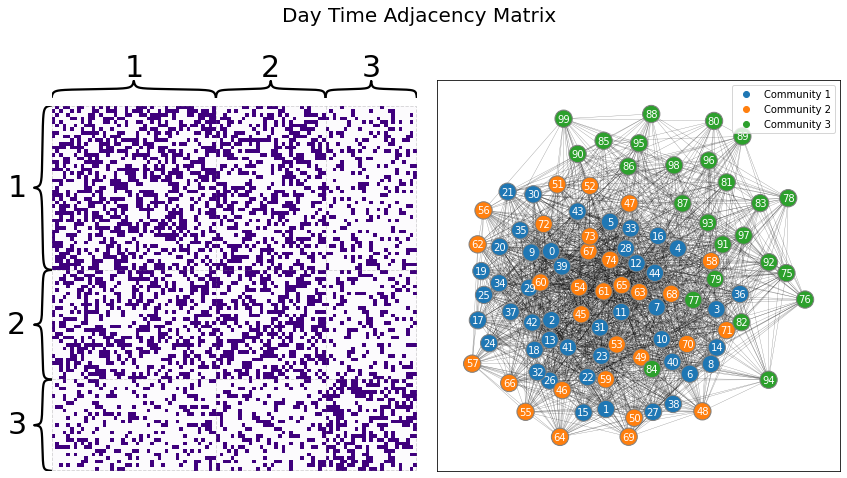 Day Time Adjacency Matrix
1 2 3
1
2
3
Community 1
Community 2
Community 3
99 88 80 89
85 95
90 86 98 96
81
21 30 51 52 47 87 83 78
56 43 5 93
35 72 33 16
62 20 9 0 73 67 28 4 91 97
39 74 12 58 92
19 34 29 60 44 79 75
25 54 61 65 63 68 77 36 76
37 45 11 7 3
17 42 2 31 82
71
24 13 41 53 10 70 14
18 23 49
57 32 22 59 84 40 6 8 94
66 26 46
55 15 1 50 27 38 48
64 69